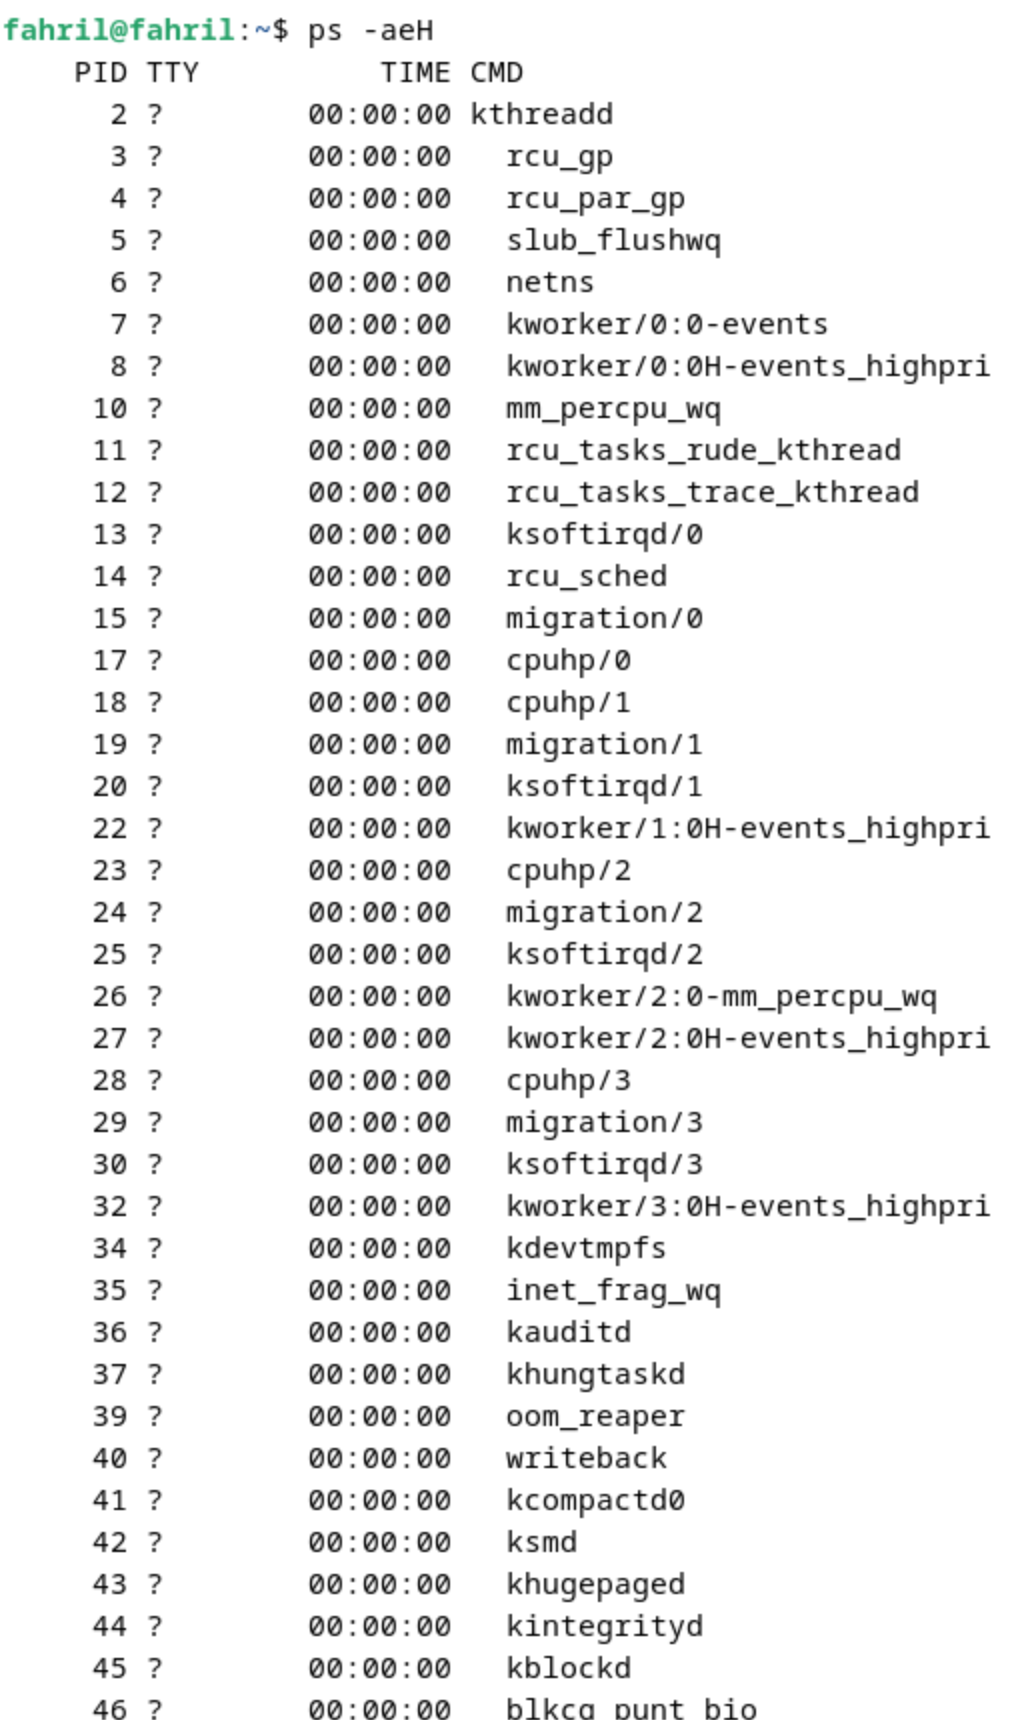 fahril@fahril:~$ ps -aeH
    PID TTY          TIME CMD
      2 ?        00:00:00 kthreadd
      3 ?        00:00:00   rcu_gp
      4 ?        00:00:00   rcu_par_gp
      5 ?        00:00:00   slub_flushwq
      6 ?        00:00:00   netns
      7 ?        00:00:00   kworker/0:0-events
      8 ?        00:00:00   kworker/0:0H-events_highpri
     10 ?        00:00:00   mm_percpu_wq
     11 ?        00:00:00   rcu_tasks_rude_kthread
     12 ?        00:00:00   rcu_tasks_trace_kthread
     13 ?        00:00:00   ksoftirqd/0
     14 ?        00:00:00   rcu_sched
     15 ?        00:00:00   migration/0
     17 ?        00:00:00   cpuhp/0
     18 ?        00:00:00   cpuhp/1
     19 ?        00:00:00   migration/1
     20 ?        00:00:00   ksoftirqd/1
     22 ?        00:00:00   kworker/1:0H-events_highpri
     23 ?        00:00:00   cpuhp/2
     24 ?        00:00:00   migration/2
     25 ?        00:00:00   ksoftirqd/2
     26 ?        00:00:00   kworker/2:0-mm_percpu_wq
     27 ?        00:00:00   kworker/2:0H-events_highpri
     28 ?        00:00:00   cpuhp/3
     29 ?        00:00:00   migration/3
     30 ?        00:00:00   ksoftirqd/3
     32 ?        00:00:00   kworker/3:0H-events_highpri
     34 ?        00:00:00   kdevtmpfs
     35 ?        00:00:00   inet_frag_wq
     36 ?        00:00:00   kauditd
     37 ?        00:00:00   khungtaskd
     39 ?        00:00:00   oom_reaper
     40 ?        00:00:00   writeback
     41 ?        00:00:00   kcompactd0
     42 ?        00:00:00   ksmd
     43 ?        00:00:00   khugepaged
     44 ?        00:00:00   kintegrityd
     45 ?        00:00:00   kblockd
     46 ?        00:00:00   blkcg_punt_bio